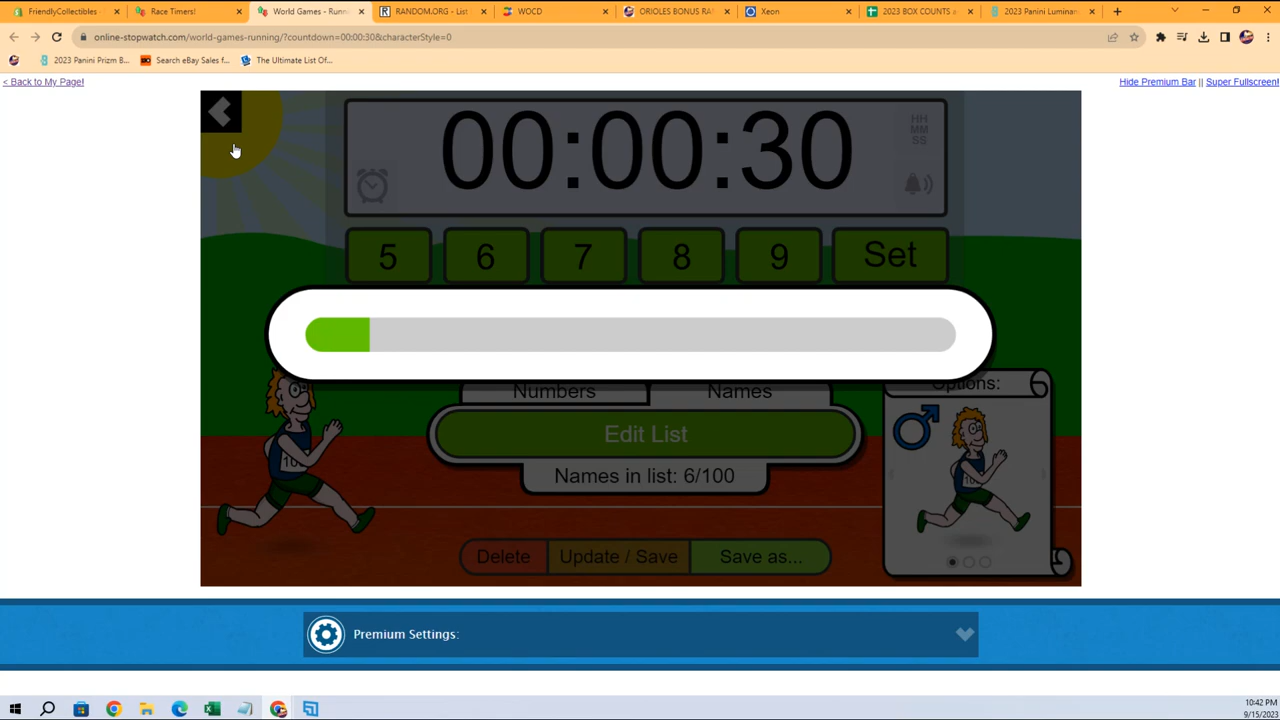 FriendlyCollectibles
Race Timers!
World Games - Runn
RANDOM.ORG - List
WOCD
ORIOLES BONUS RA
Xeon
2023 BOX COUNTS a
2023 Panini Luminan
online-stopwatch.com/world-games-running/?countdown=00:00:30&characterStyle=0
2023 Panini Prizm B...
Search eBay Sales f...
The Ultimate List Of...
< Back to My Page!
Hide Premium Bar || Super Fullscreen!
00:00:30
HH
MM
SS
5 6 7 8 9 Set
Numbers Names
Options:
Edit List
Names in list: 6/100
Delete Update / Save Save as...
Premium Settings:
10:42 PM
9/15/2023